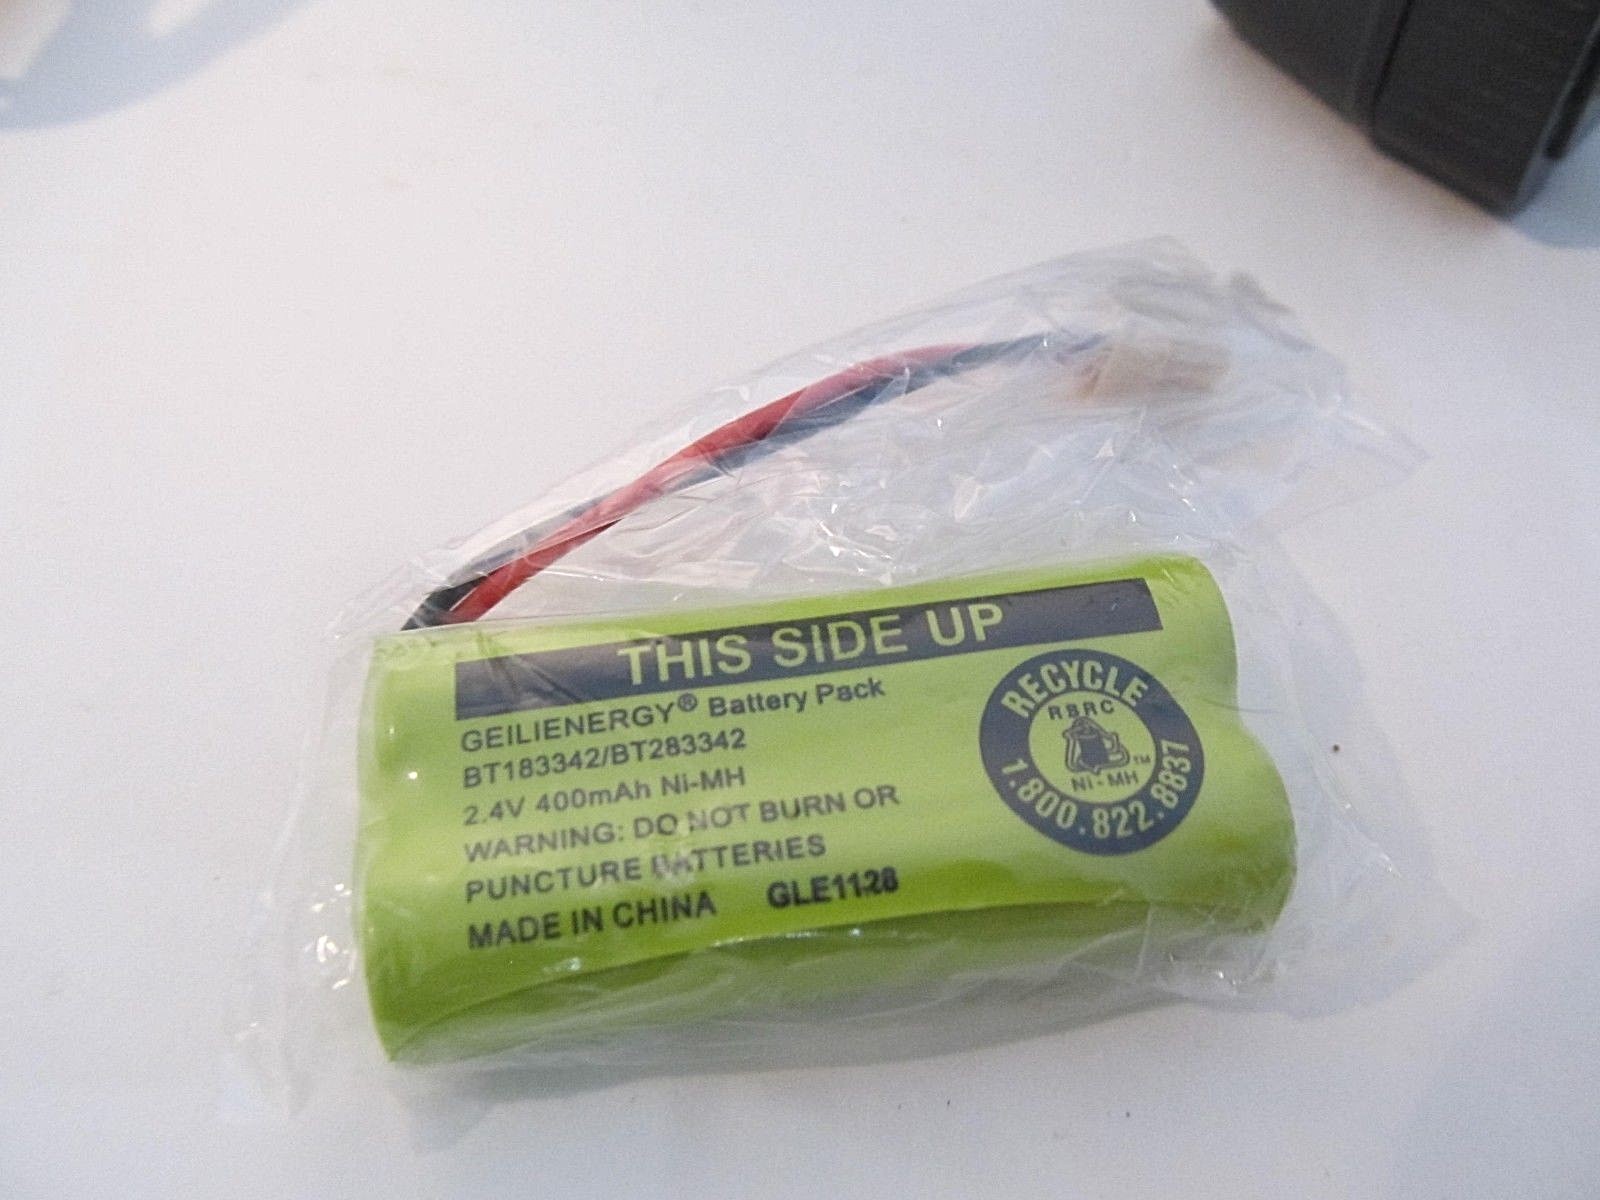 THIS SIDE UP
GEILIENERGY® Battery Pack
BT183342/BT283342
2.4V 400mAh Ni-MH
WARNING: DO NOT BURN OR
PUNCTURE BATTERIES
MADE IN CHINA GLE1128
RECYCLE
RBRC
TM
Ni-MH
1.800.822.8837